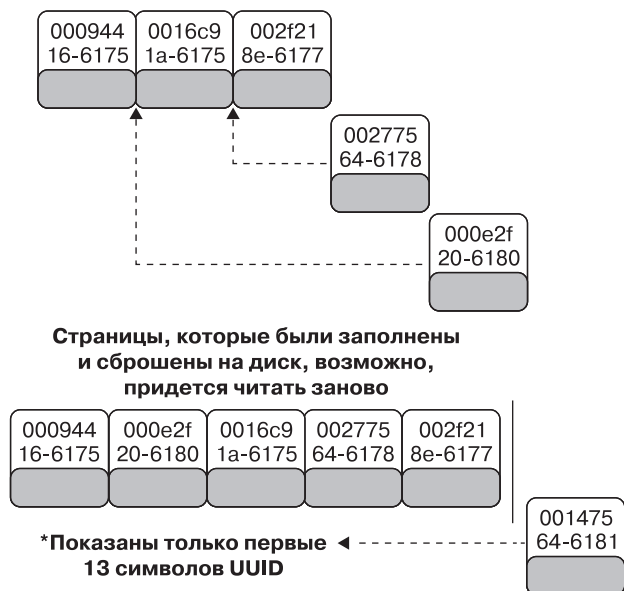 000944 0016c9 002f21
16-6175 1a-6175 8e-6177
002775
64-6178
000e2f
20-6180
Страницы, которые были заполнены
и сброшены на диск, возможно,
придется читать заново
000944 000e2f 0016c9 002775 002f21
16-6175 20-6180 1a-6175 64-6178 8e-6177
001475
64-6181
*Показаны только первые
13 символов UUID